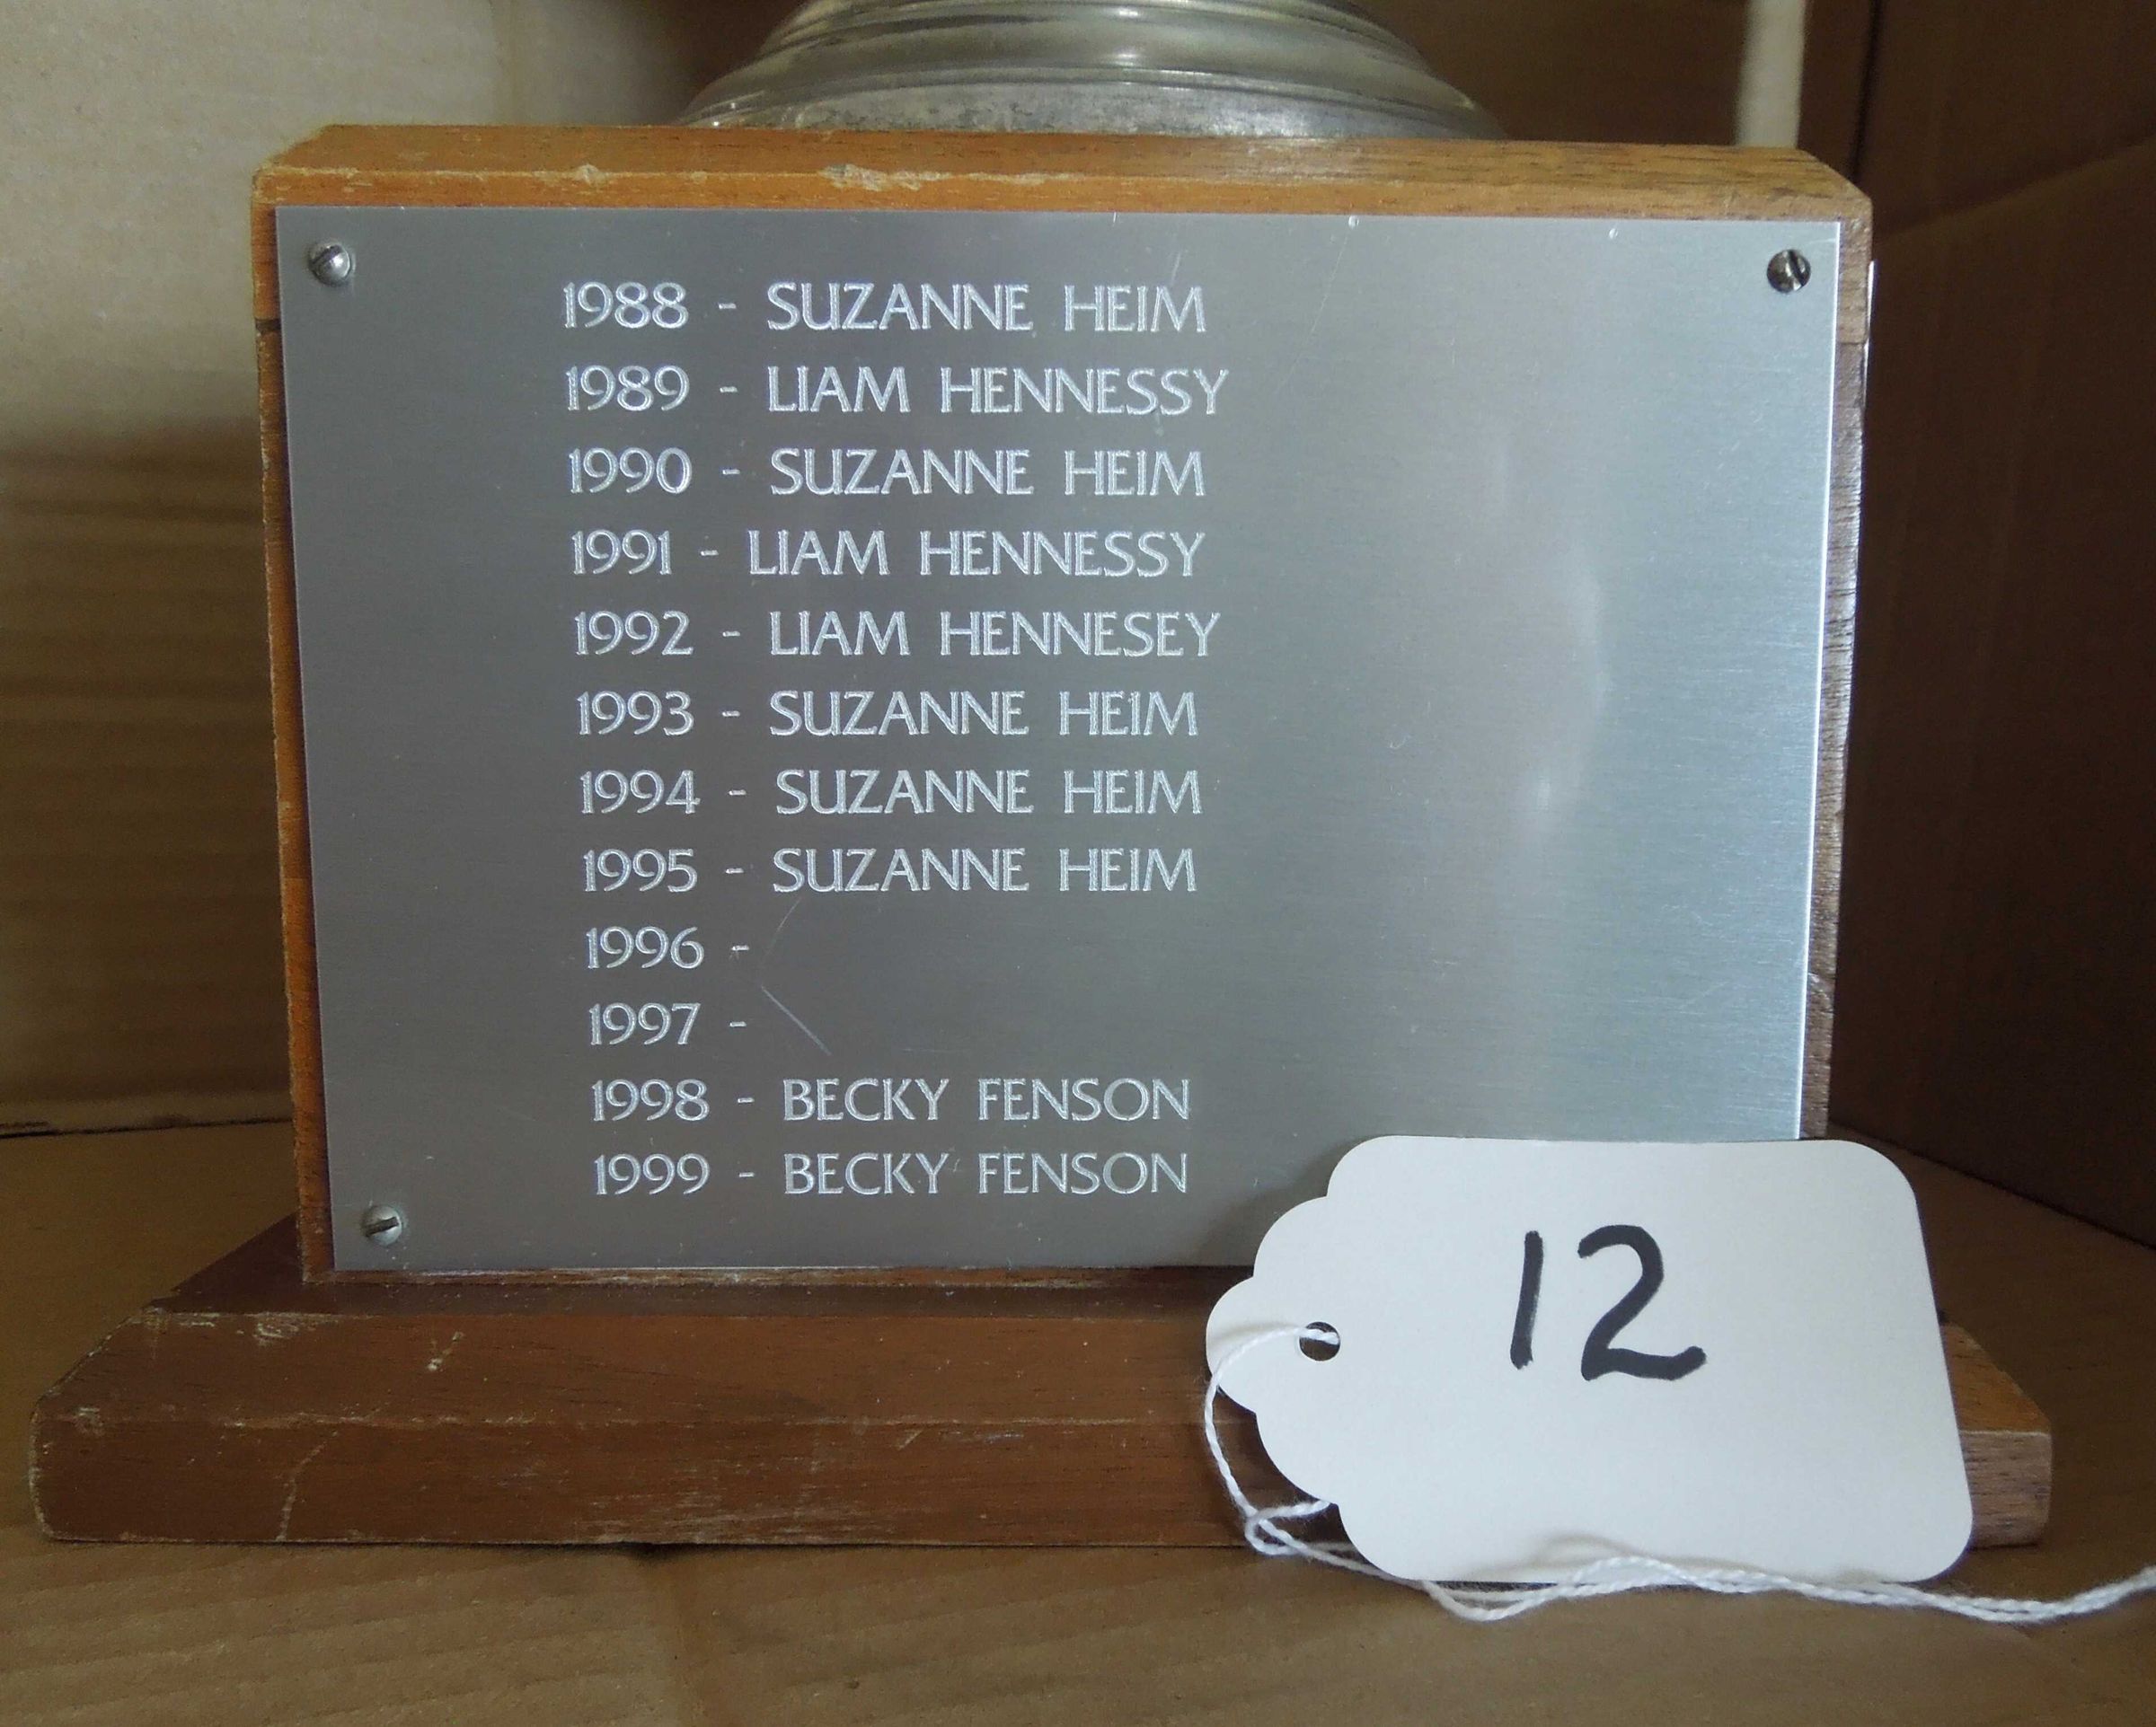 1988 - SUZANNE HEIM
1989 - LIAM HENNESSY
1990 - SUZANNE HEIM
1991 - LIAM HENNESSY
1992 - LIAM HENNESEY
1993 - SUZANNE HEIM
1994 - SUZANNE HEIM
1995 - SUZANNE HEIM
1996 -
1997 -
1998 - BECKY FENSON
1999 - BECKY FENSON
12